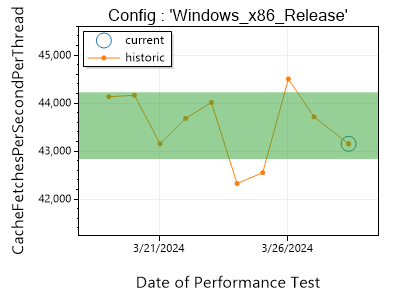 Config : 'Windows_x86_Release'
current
historic
CacheFetchesPerSecondPerThread
45,000
44,000
43,000
42,000
3/21/2024
3/26/2024
Date of Performance Test